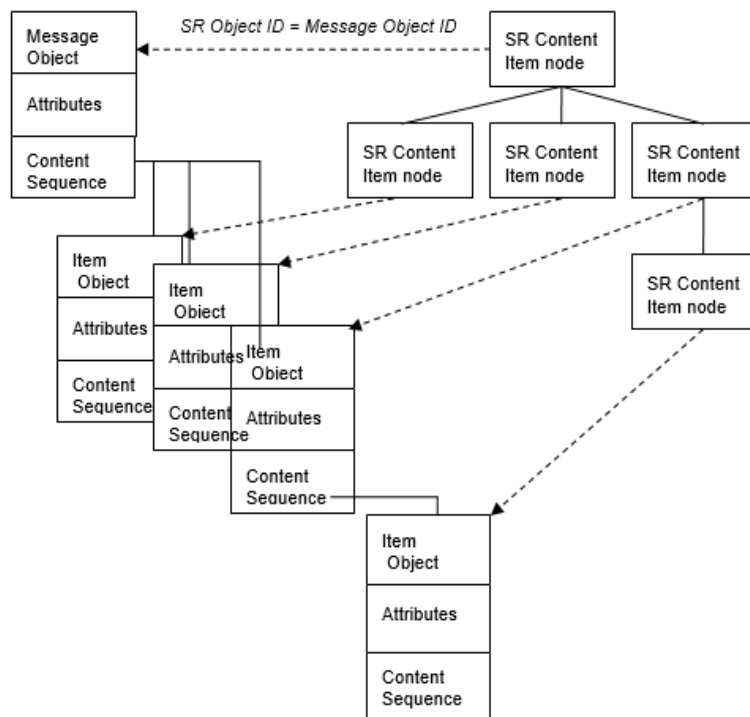 Message
Object
Attributes
Content
Sequence
SR Object ID = Message Object ID
SR Content
Item node
SR Content
Item node
SR Content
Item node
SR Content
Item node
SR Content
Item node
Item
Object
Attributes
Content
Sequence
Item
Object
Attributes
Content
Sequence
Item
Object
Attributes
Content
Sequence
Item
Object
Attributes
Content
Sequence